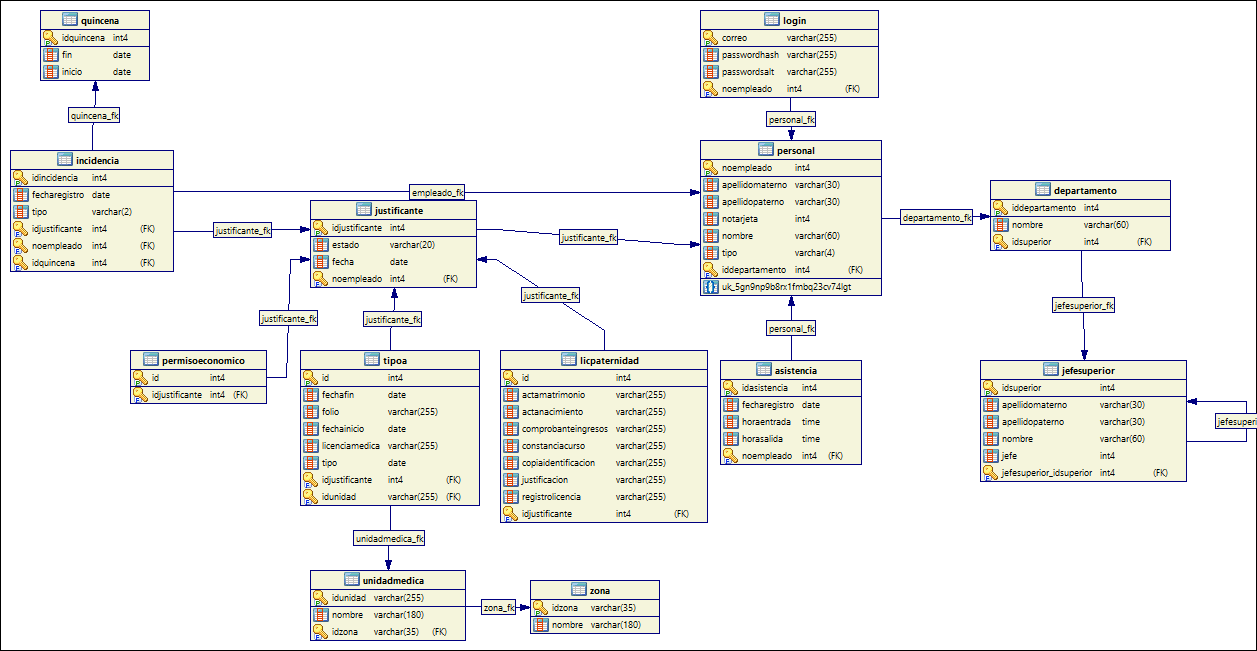 quincena
idquincena int4
fin date
inicio date
quincena_fk
incidencia
idincidencia int4
fecharegistro date
tipo varchar(2)
idjustificante int4 (FK)
noempleado int4 (FK)
idquincena int4 (FK)
empleado_fk
justificante_fk
justificante
idjustificante int4
estado varchar(20)
fecha date
noempleado int4 (FK)
justificante_fk
login
correo varchar(255)
passwordhash varchar(255)
passwordsalt varchar(255)
noempleado int4 (FK)
personal_fk
personal
noempleado int4
apellidomaterno varchar(30)
apellidopaterno varchar(30)
notarjeta int4
nombre varchar(60)
tipo varchar(4)
iddepartamento int4 (FK)
uk_5gn9np9b8rx1fmbq23cv74lgt
departamento_fk
departamento
iddepartamento int4
nombre varchar(60)
idsuperior int4 (FK)
jefesuperior_fk
justificante_fk
justificante_fk
justificante_fk
personal_fk
permisoeconomico
id int4
idjustificante int4 (FK)
tipoa
id int4
fechafin date
folio varchar(255)
fechainicio date
licenciamedica varchar(255)
tipo date
idjustificante int4 (FK)
idunidad varchar(255) (FK)
licpaternidad
id int4
actamatrimonio varchar(255)
actanacimiento varchar(255)
comprobanteingresos varchar(255)
constanciacurso varchar(255)
copiaidentificacion varchar(255)
justificacion varchar(255)
registrolicencia varchar(255)
idjustificante int4 (FK)
asistencia
idasistencia int4
fecharegistro date
horaentrada time
horasalida time
noempleado int4 (FK)
jefesuperior
idsuperior int4
apellidomaterno varchar(30)
apellidopaterno varchar(30)
nombre varchar(60)
jefe int4
jefesuperior_idsuperior int4 (FK)
jefesuperi
unidadmedica_fk
unidadmedica
idunidad varchar(255)
nombre varchar(180)
idzona varchar(35) (FK)
zona_fk
zona
idzona varchar(35)
nombre varchar(180)